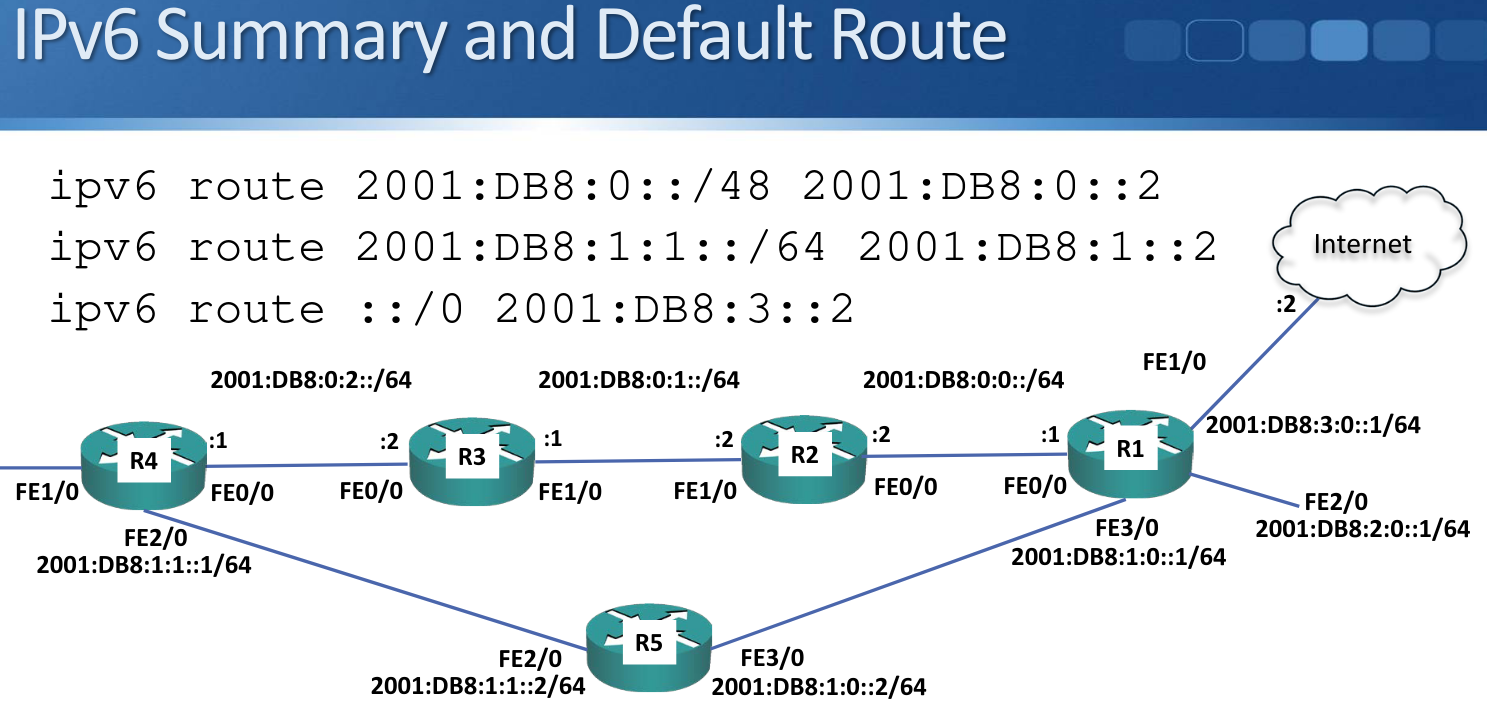 IPv6 Summary and Default Route
ipv6 route 2001:DB8:0::/48 2001:DB8:0::2
ipv6 route 2001:DB8:1:1::/64 2001:DB8:1::2
ipv6 route ::/0 2001:DB8:3::2
Internet
:2
FE1/0
2001:DB8:0:2::/64
2001:DB8:0:1::/64
2001:DB8:0:0::/64
2001:DB8:3:0::1/64
R4
:1
:2
R3
:1
:2
R2
:2
:1
R1
FE1/0
FE0/0
FE0/0
FE1/0
FE1/0
FE0/0
FE0/0
FE2/0
2001:DB8:2:0::1/64
FE2/0
2001:DB8:1:1::1/64
FE3/0
2001:DB8:1:0::1/64
R5
FE2/0
2001:DB8:1:1::2/64
FE3/0
2001:DB8:1:0::2/64